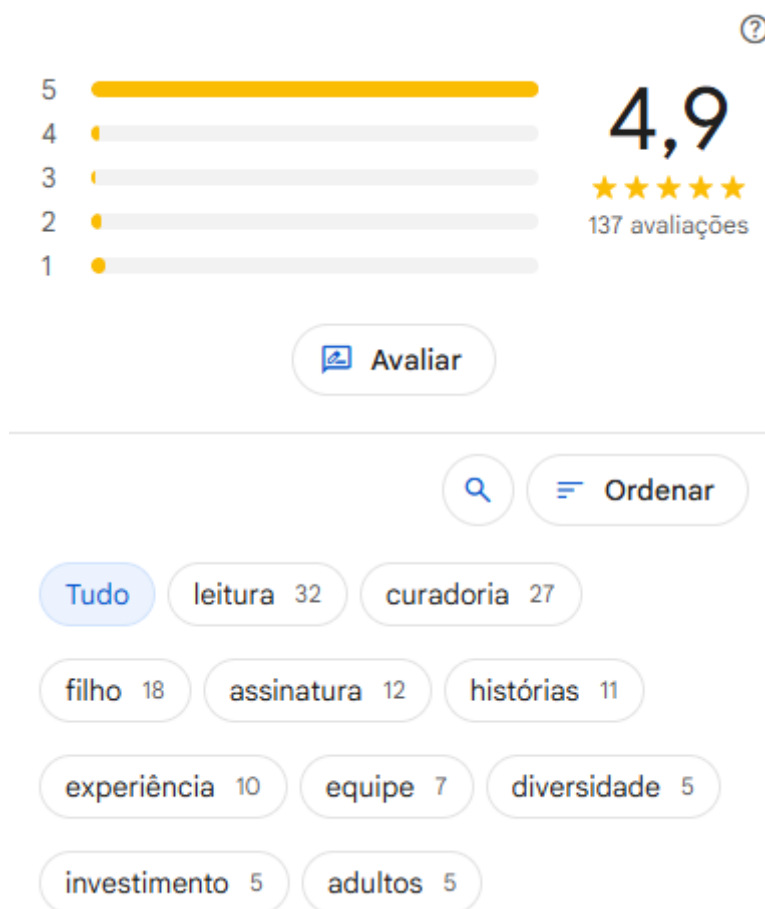 5
4
3
2
1
4,9
137 avaliações
Avaliar
Ordenar
Tudo leitura 32 curadoria 27
filho 18 assinatura 12 histórias 11
experiência 10 equipe 7 diversidade 5
investimento 5 adultos 5